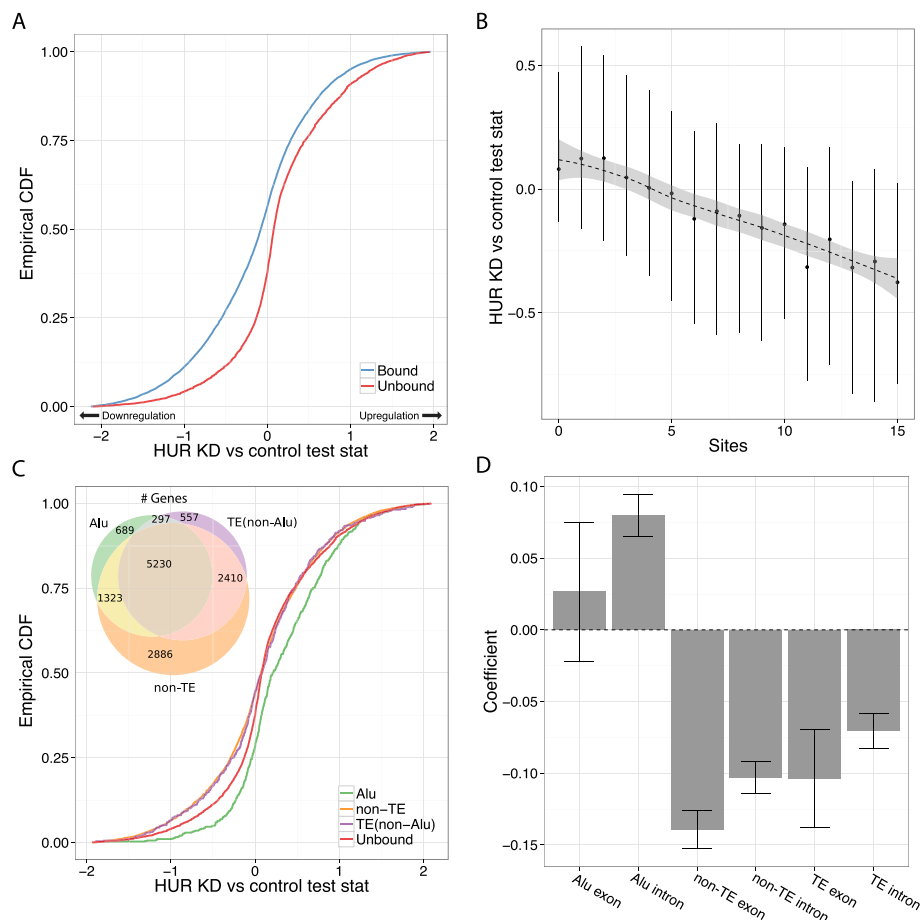 A
1.00
0.75
0.50
0.25
0.00
Empirical CDF
Bound
Unbound
Downregulation
Upregulation
−2
−1
0
1
2
HUR KD vs control test stat
B
0.5
0.0
−0.5
HUR KD vs control test stat
0
5
10
15
Sites
C
1.00
0.75
0.50
0.25
0.00
Empirical CDF
# Genes
Alu
TE(non-Alu)
non-TE
689
297
557
5230
1323
2410
2886
Alu
non−TE
TE(non−Alu)
Unbound
−2
−1
0
1
2
HUR KD vs control test stat
D
0.10
0.05
0.00
−0.05
−0.10
−0.15
Coefficient
Alu exon
Alu intron
non−TE exon
non−TE intron
TE exon
TE intron